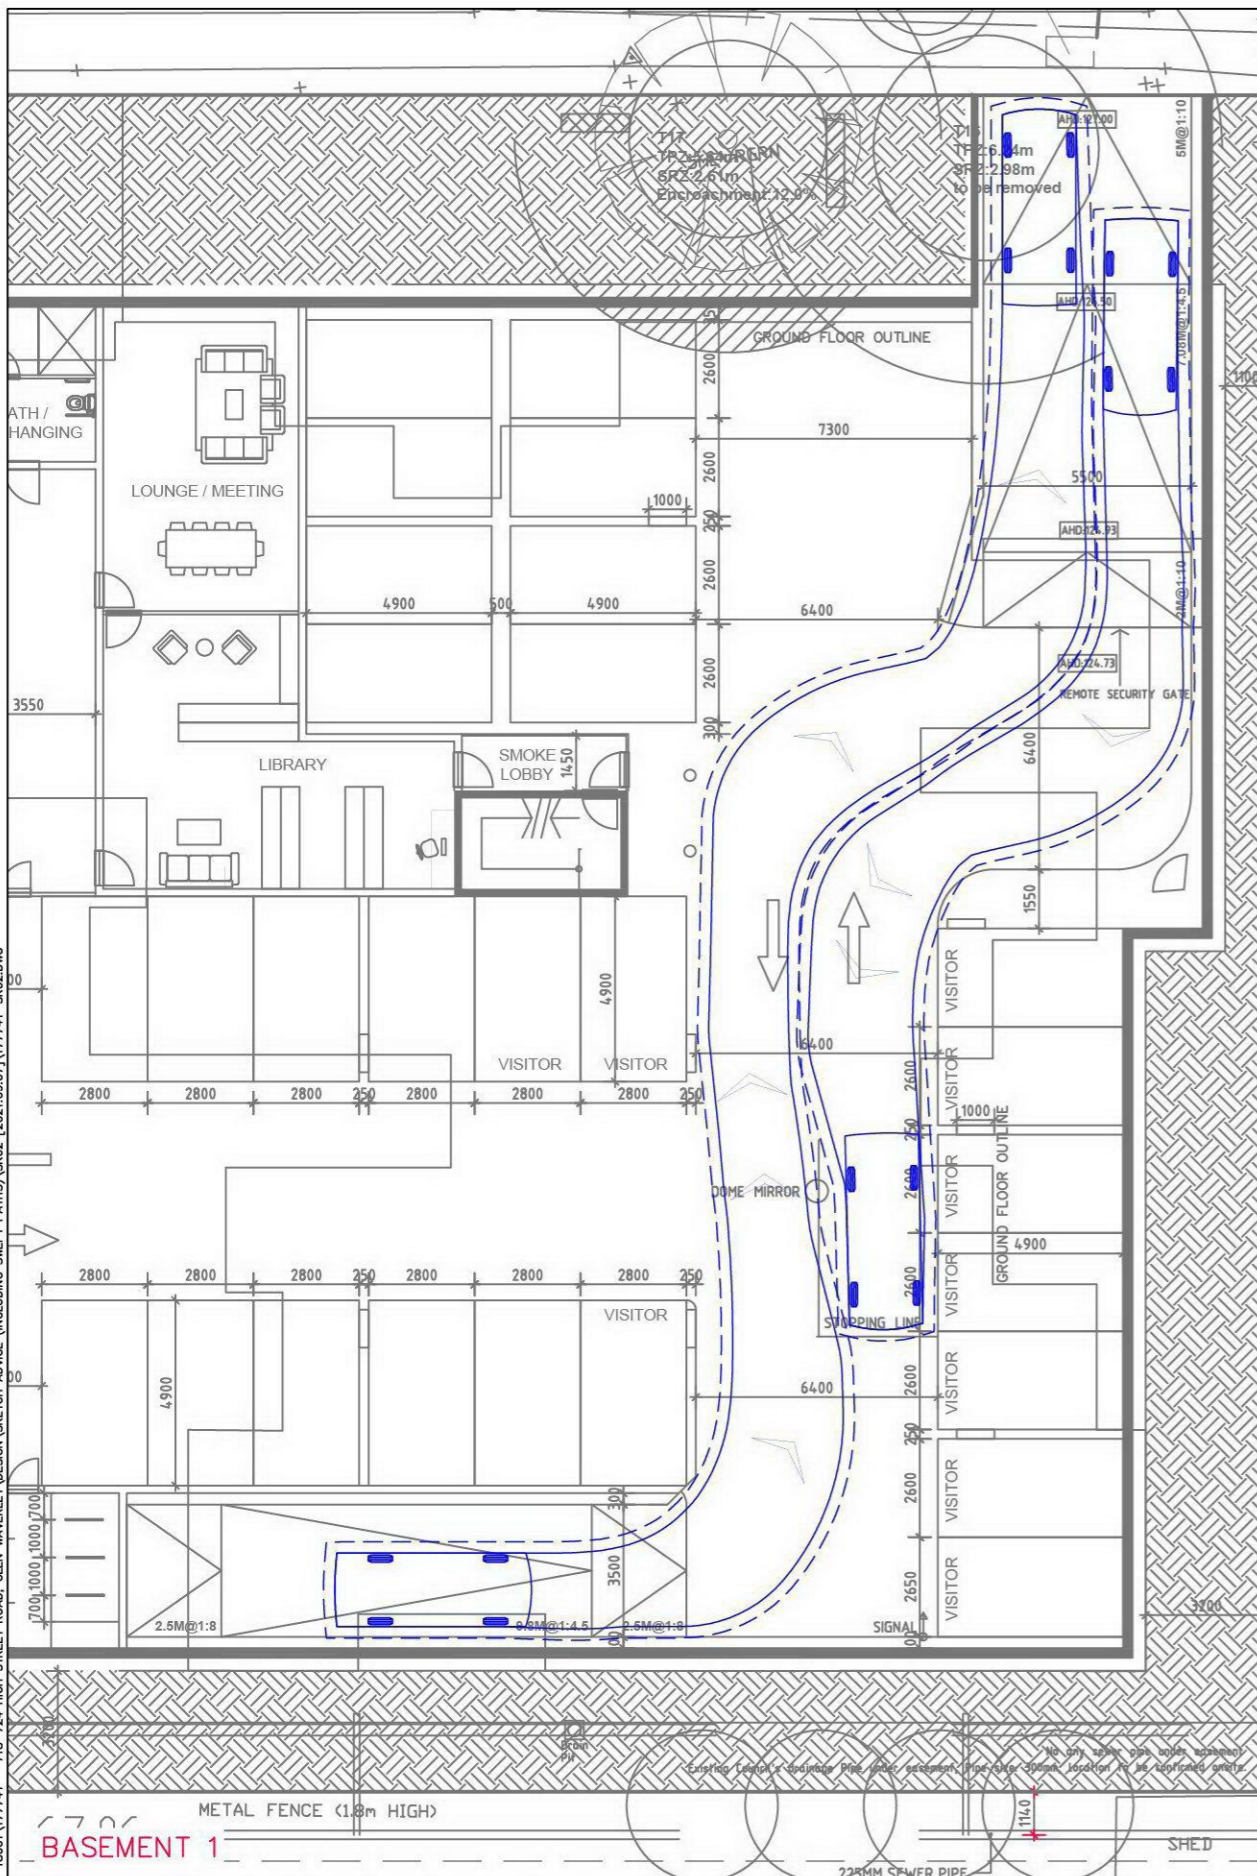 T17
SRZ:2.61m
Encroachment:12.9%
T15
TPZ:6.24m
SRZ:2.98m
to be removed
AHD:127.00
5M@1:10
AHD:126.50
7.08M@1:4.5
GROUND FLOOR OUTLINE
2600
7300
1100
ATH /
HANGING
LOUNGE / MEETING
2600
1000
5500
250
AHD:124.93
2600
4900
500
4900
6400
2M@1:10
2600
AHD:124.73
REMOTE SECURITY GATE
3550
300
6400
LIBRARY
SMOKE
LOBBY
1450
1550
VISITOR
4900
VISITOR
VISITOR
6400
2600
VISITOR
2800
2800
2800
250
2800
2800
2800
250
1000
250
GROUND FLOOR OUTLINE
DOME MIRROR
2600
VISITOR
4900
2800
2800
2800
250
2800
2800
2800
250
2600
VISITOR
VISITOR
STOPPING LINE
4900
6400
2600
VISITOR
250
700
1000
1000
700
300
3500
2600
VISITOR
2650
VISITOR
2.5M@1:8
2.5M@1:8
SIGNAL
3200
Drain
Pit
No any sewer pipe under easement
Existing Council's drainage Pipe under easement, Pipe size: 300mm, location to be confirmed onsite.
1140
METAL FENCE (1.8m HIGH)
BASEMENT 1
SHED
225MM SEWER PIPE